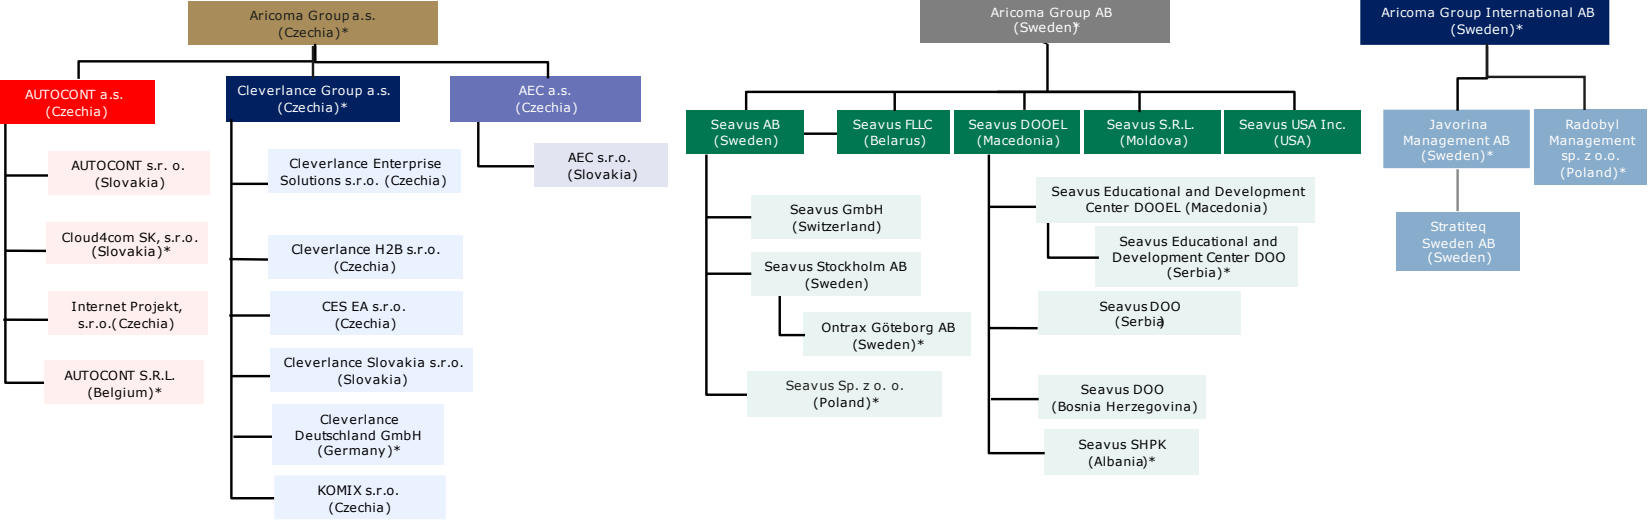 Aricoma Group a.s.
(Czechia)*
AUTOCONT a.s.
(Czechia)
AUTOCONT s.r. o.
(Slovakia)
Cloud4com SK, s.r.o.
(Slovakia)*
Internet Projekt,
s.r.o.(Czechia)
AUTOCONT S.R.L.
(Belgium)*
Cleverlance Group a.s.
(Czechia)*
Cleverlance Enterprise
Solutions s.r.o. (Czechia)
Cleverlance H2B s.r.o.
(Czechia)
CES EA s.r.o.
(Czechia)
Cleverlance Slovakia s.r.o.
(Slovakia)
Cleverlance
Deutschland GmbH
(Germany)*
KOMIX s.r.o.
(Czechia)
AEC a.s.
(Czechia)
AEC s.r.o.
(Slovakia)
Aricoma Group AB
(Sweden)*
Seavus AB
(Sweden)
Seavus GmbH
(Switzerland)
Seavus Stockholm AB
(Sweden)
Ontrax Göteborg AB
(Sweden)*
Seavus Sp. z o. o.
(Poland)*
Seavus FLLC
(Belarus)
Seavus DOOEL
(Macedonia)
Seavus Educational and Development
Center DOOEL (Macedonia)
Seavus Educational and
Development Center DOO
(Serbia)*
Seavus DOO
(Serbia)
Seavus DOO
(Bosnia Herzegovina)
Seavus SHPK
(Albania)*
Seavus S.R.L.
(Moldova)
Seavus USA Inc.
(USA)
Aricoma Group International AB
(Sweden)*
Javorina
Management AB
(Sweden)*
Stratiteq
Sweden AB
(Sweden)
Radobyl
Management
sp. z o.o.
(Poland)*